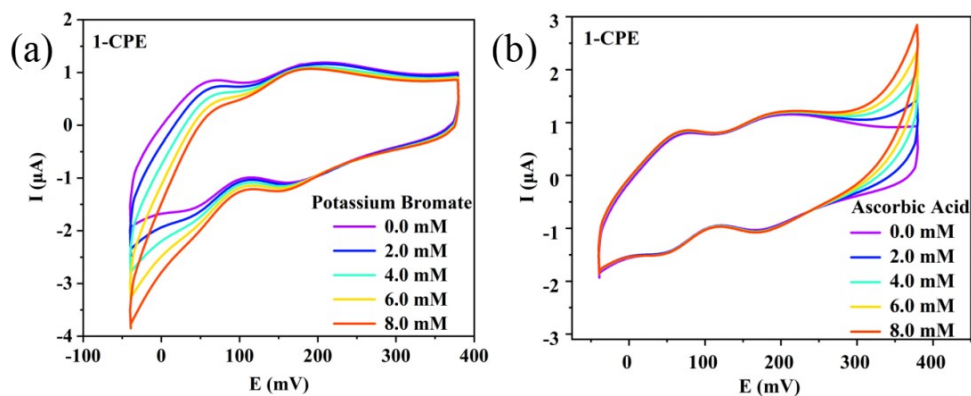 (a)
1-CPE
I (μA)
2
1
0
-1
-2
-3
-4
Potassium Bromate
0.0 mM
2.0 mM
4.0 mM
6.0 mM
8.0 mM
-100
0
100
200
300
400
E (mV)
(b)
1-CPE
I (μA)
3
2
1
0
-1
-2
-3
Ascorbic Acid
0.0 mM
2.0 mM
4.0 mM
6.0 mM
8.0 mM
0
100
200
300
400
E (mV)